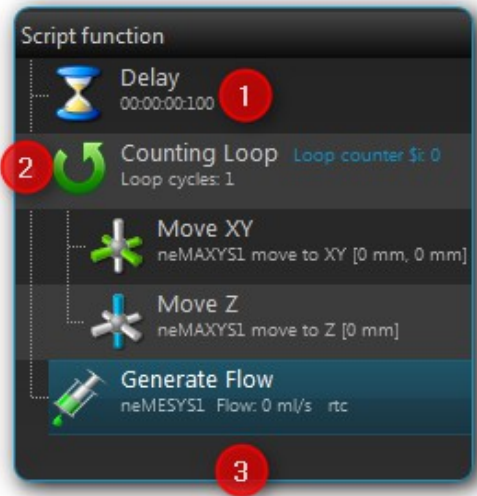 Script function
Delay
00:00:00:100
1
2
Counting Loop Loop counter $i: 0
Loop cycles: 1
Move XY
neMAXYS1 move to XY [0 mm, 0 mm]
Move Z
neMAXYS1 move to Z [0 mm]
Generate Flow
neMESYS1 Flow: 0 ml/s rtc
3